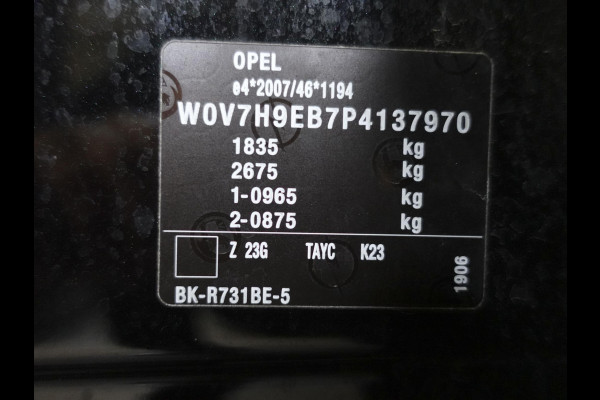 OPEL
e4*2007/46*1194
W0V7H9EB7P4137970
1835 kg
2675 kg
1-0965 kg
2-0875 kg
Z 23G TAYC K23
1906
BK-R731BE-5